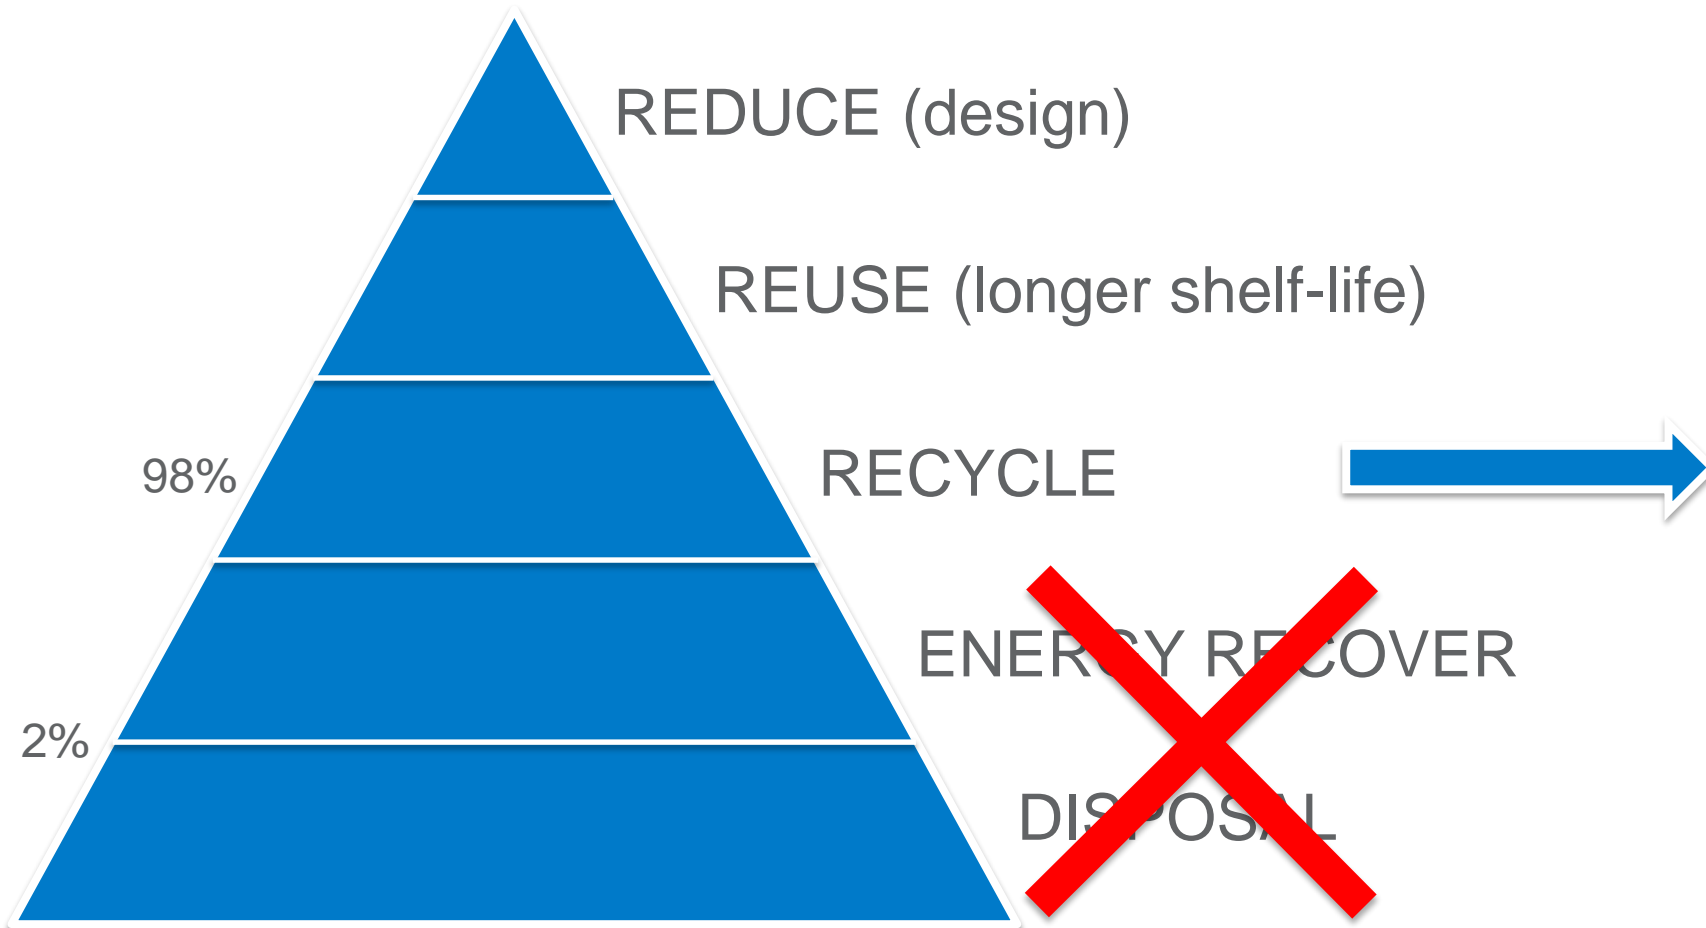 REDUCE (design)
REUSE (longer shelf-life)
98%
RECYCLE
ENERGY RECOVER
2%
DISPOSAL